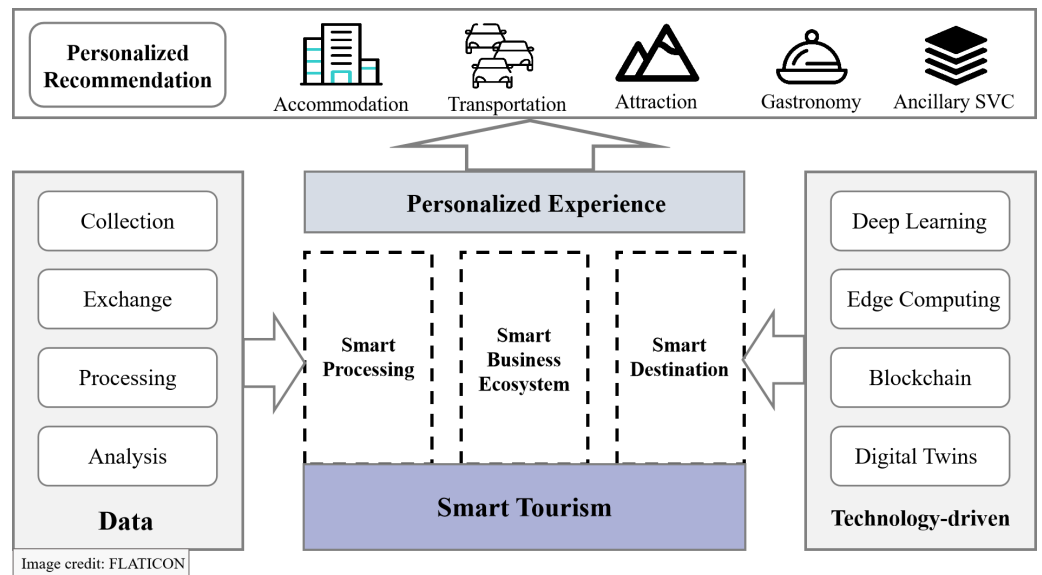 Personalized
Recommendation
Accommodation
Transportation
Attraction
Gastronomy
Ancillary SVC
Collection
Exchange
Processing
Analysis
Data
Personalized Experience
Smart
Processing
Smart
Business
Ecosystem
Smart
Destination
Smart Tourism
Deep Learning
Edge Computing
Blockchain
Digital Twins
Technology-driven
Image credit: FLATICON